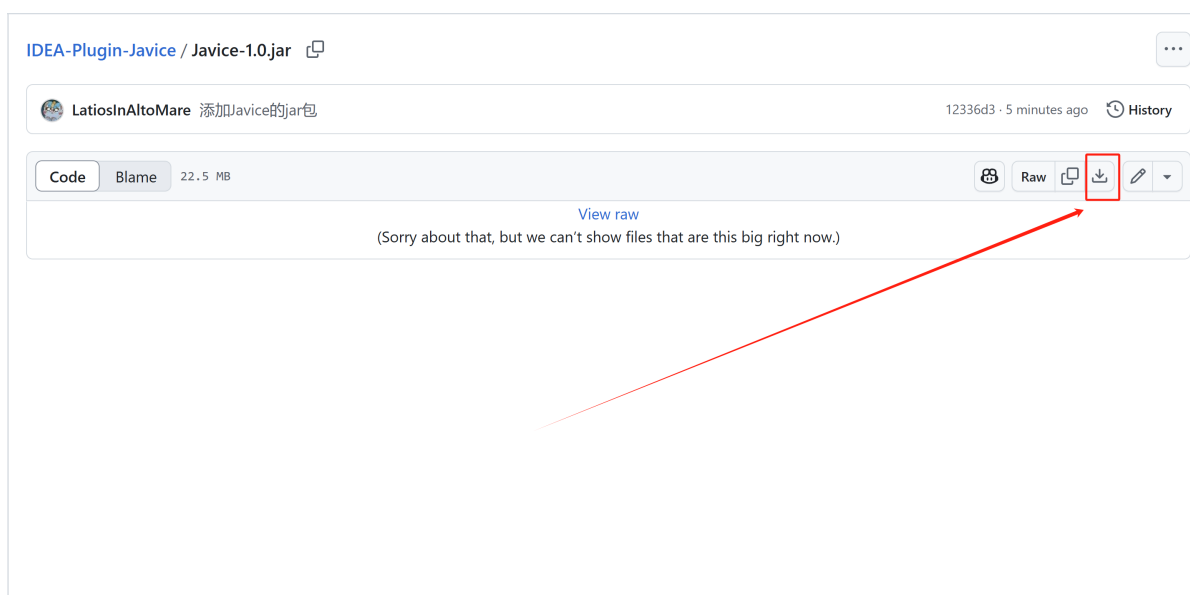 IDEA-Plugin-Javice / Javice-1.0.jar
LatiosInAltoMare 添加Javice的jar包 12336d3 · 5 minutes ago History
Code Blame 22.5 MB Raw
View raw
(Sorry about that, but we can't show files that are this big right now.)